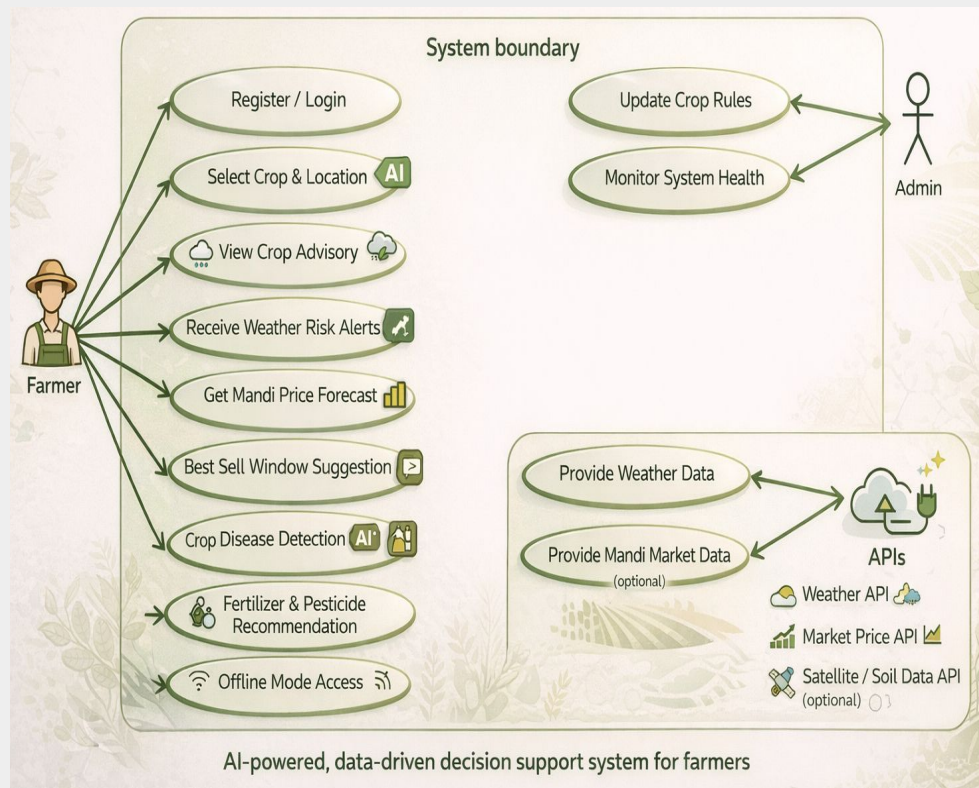 System boundary
Register / Login
Select Crop & Location AI
View Crop Advisory
Receive Weather Risk Alerts
Get Mandi Price Forecast
Best Sell Window Suggestion
Crop Disease Detection AI
Fertilizer & Pesticide
Recommendation
Offline Mode Access
Farmer
Update Crop Rules
Monitor System Health
Admin
Provide Weather Data
Provide Mandi Market Data
(optional)
APIs
Weather API
Market Price API
Satellite / Soil Data API
(optional)
AI-powered, data-driven decision support system for farmers